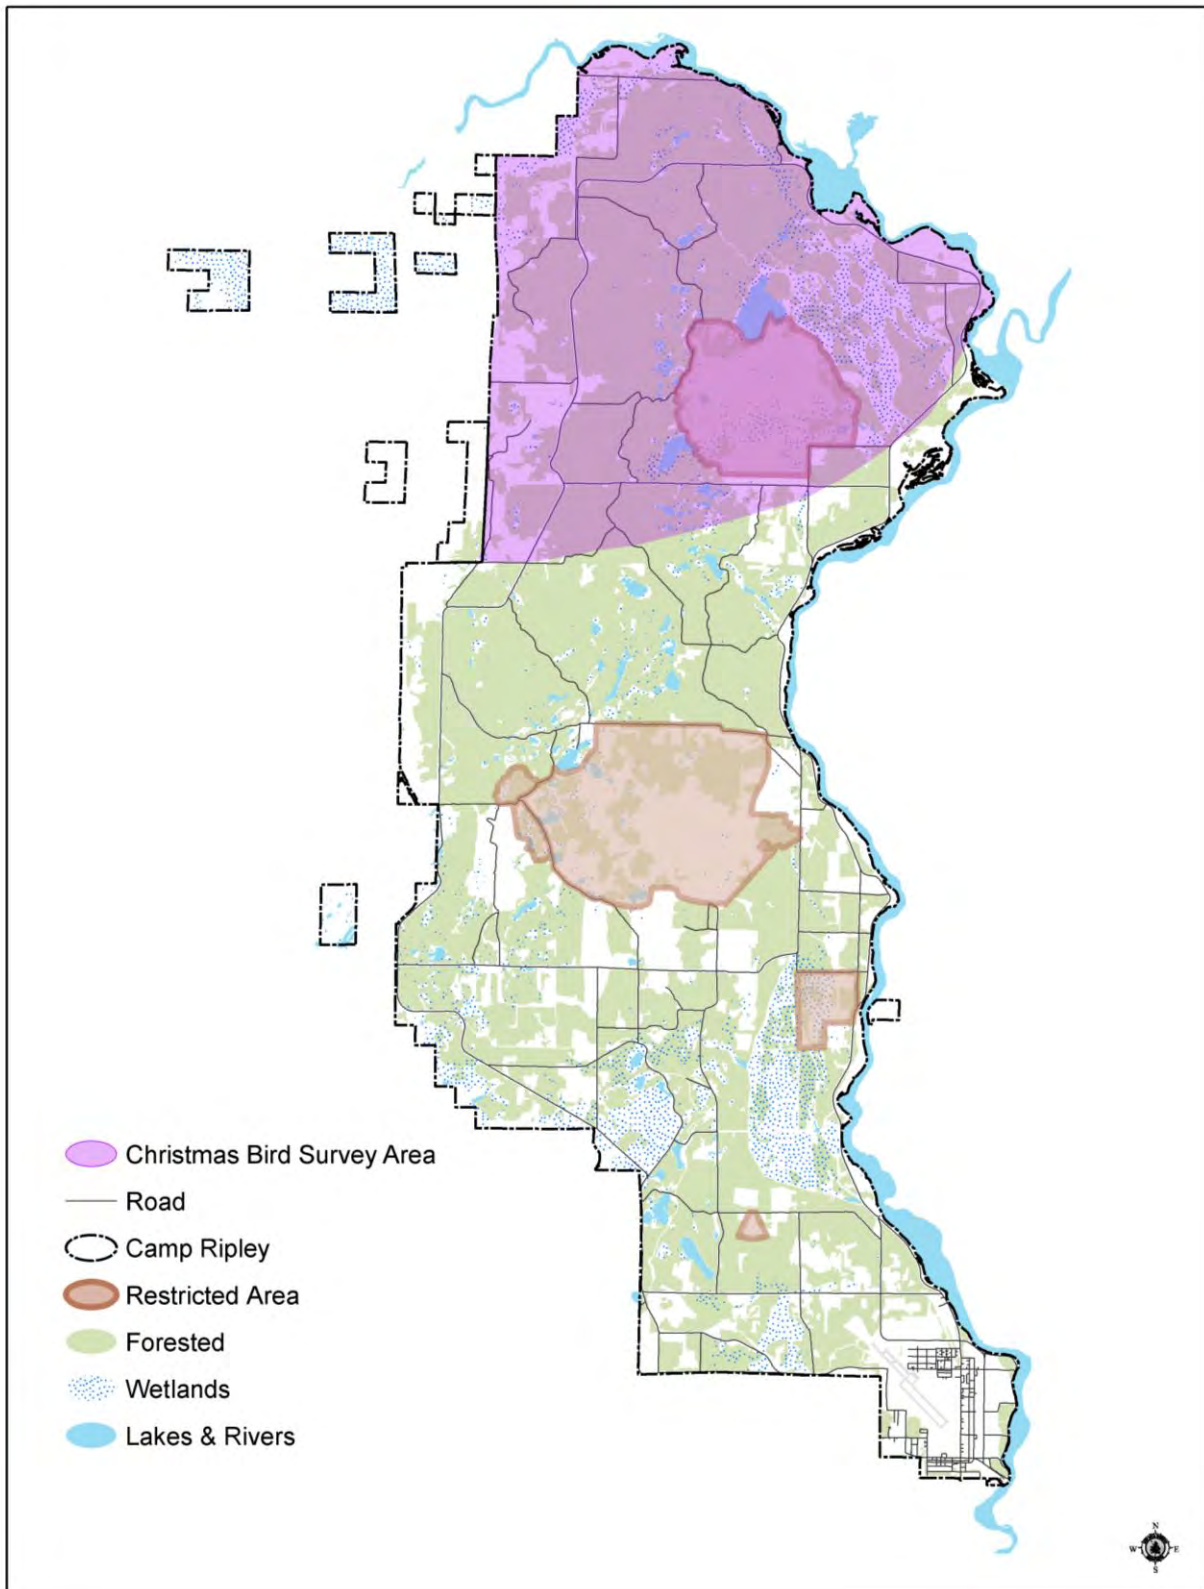 Christmas Bird Survey Area
Road
Camp Ripley
Restricted Area
Forested
Wetlands
Lakes & Rivers
N
W E
S